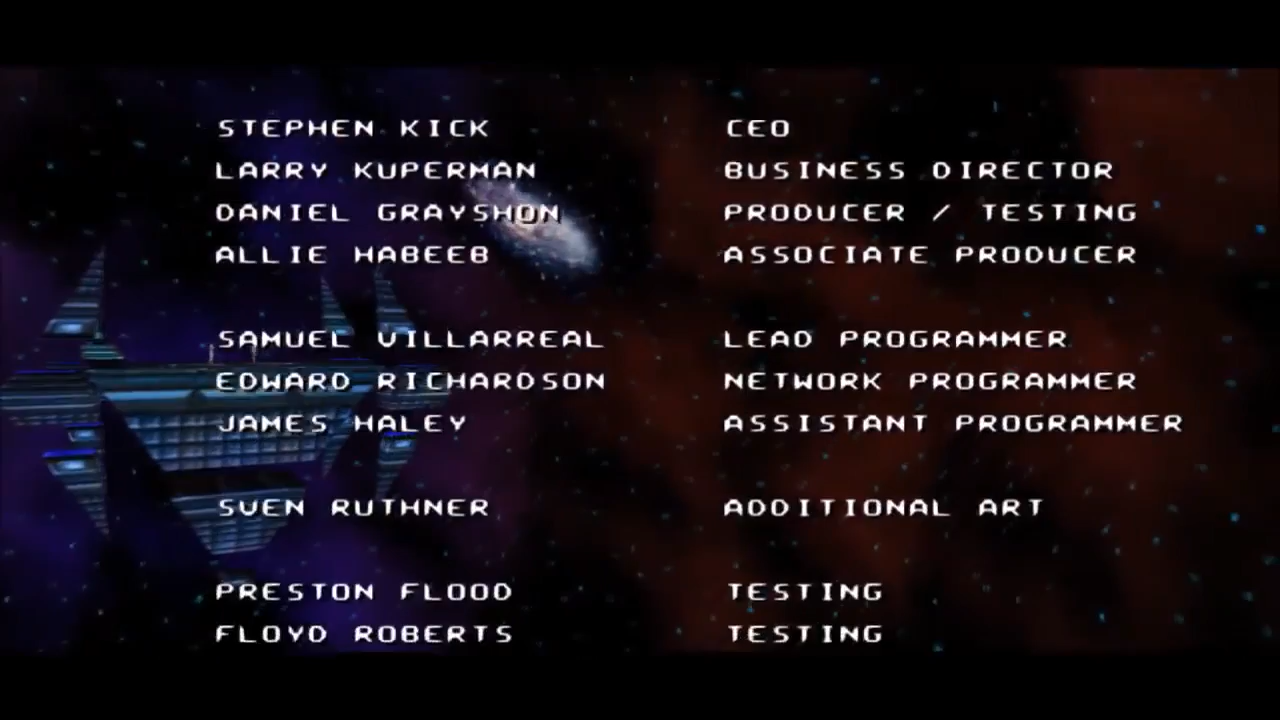 STEPHEN KICK CEO
LARRY KUPERMAN BUSINESS DIRECTOR
DANIEL GRAYSHON PRODUCER / TESTING
ALLIE HABEEB ASSOCIATE PRODUCER
SAMUEL VILLARREAL LEAD PROGRAMMER
EDWARD RICHARDSON NETWORK PROGRAMMER
JAMES HALEY ASSISTANT PROGRAMMER
SVEN RUTHNER ADDITIONAL ART
PRESTON FLOOD TESTING
FLOYD ROBERTS TESTING